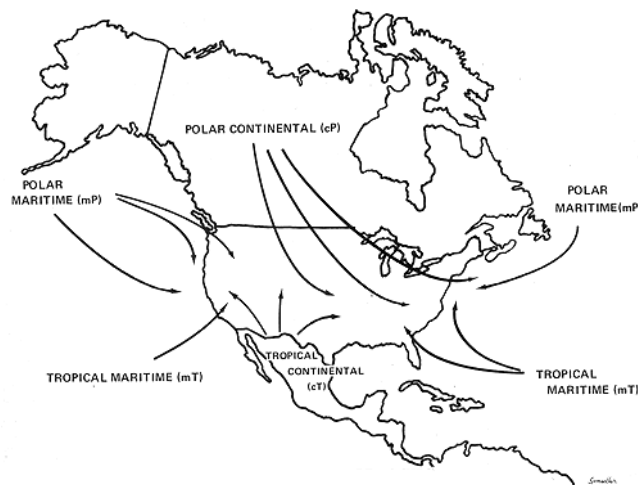 POLAR CONTINENTAL (cP)
POLAR
MARITIME (mP)
POLAR
MARITIME(mP
TROPICAL MARITIME (mT)
TROPICAL
CONTINENTAL
(cT)
TROPICAL
MARITIME (mT)